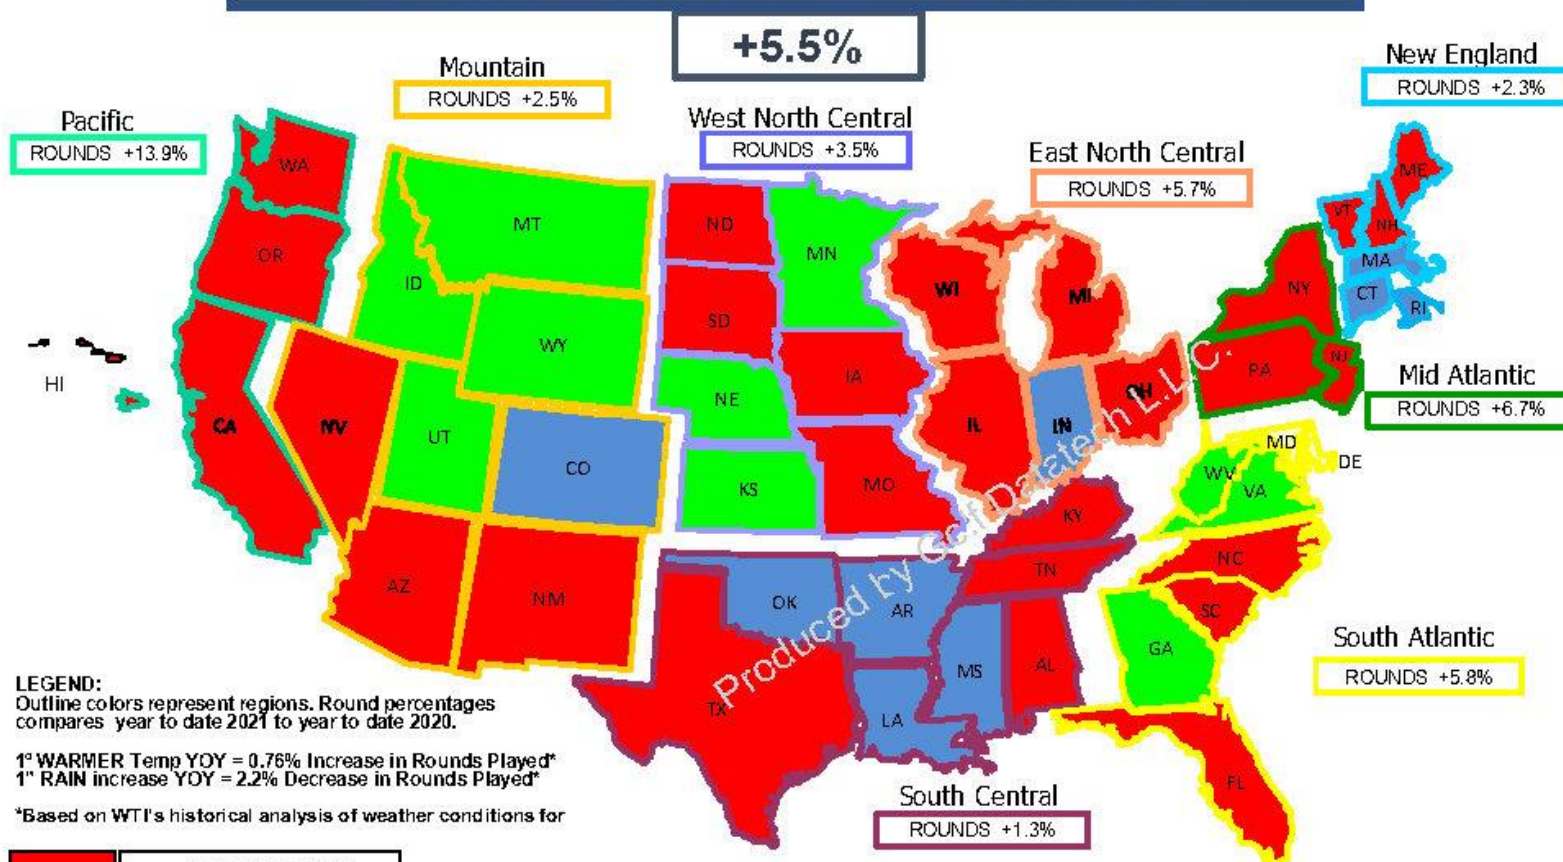 +5.5%
Mountain
ROUNDS +2.5%
New England
ROUNDS +2.3%
Pacific
ROUNDS +13.9%
West North Central
ROUNDS +3.5%
East North Central
ROUNDS +5.7%
WA
OR
CA
HI
NV
ID
MT
WY
UT
CO
AZ
NM
ND
SD
NE
KS
MN
IA
MO
WI
MI
IL
IN
OH
ME
VT
NH
MA
CT
RI
NY
PA
NJ
Mid Atlantic
ROUNDS +6.7%
MD
DE
WV
VA
NC
SC
GA
FL
KY
TN
OK
AR
TX
LA
MS
AL
Produced by Golf Datatech L.L.C.
South Atlantic
ROUNDS +5.8%
South Central
ROUNDS +1.3%
LEGEND:
Outline colors represent regions. Round percentages
compares year to date 2021 to year to date 2020.
1º WARMER Temp YOY = 0.76% Increase in Rounds Played*
1" RAIN increase YOY = 2.2% Decrease in Rounds Played*
*Based on WTI's historical analysis of weather conditions for